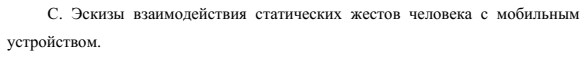 С. Эскизы взаимодействия статических жестов человека с мобильным
устройством.